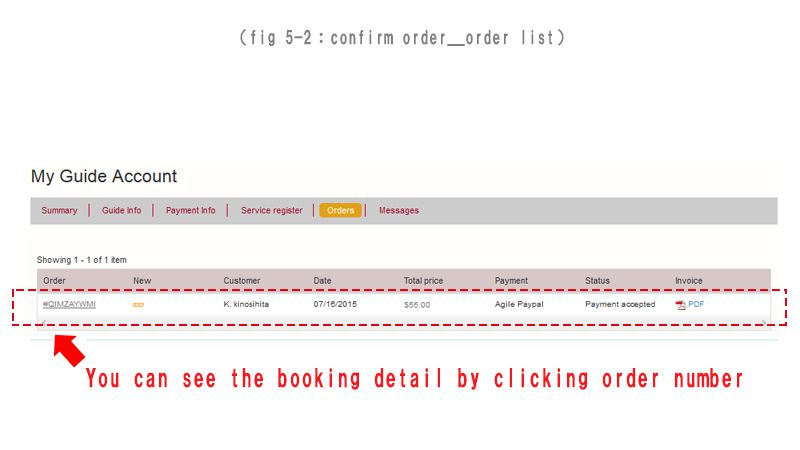 （fig 5-2：confirm order__order list）
My Guide Account
Summary Guide Info Payment Info Service register Orders Messages
Showing 1 - 1 of 1 item
Order New Customer Date Total price Payment Status Invoice
#QIMZAYWMI K. kinosihita 07/16/2015 $55.00 Agile Paypal Payment accepted PDF
You can see the booking detail by clicking order number